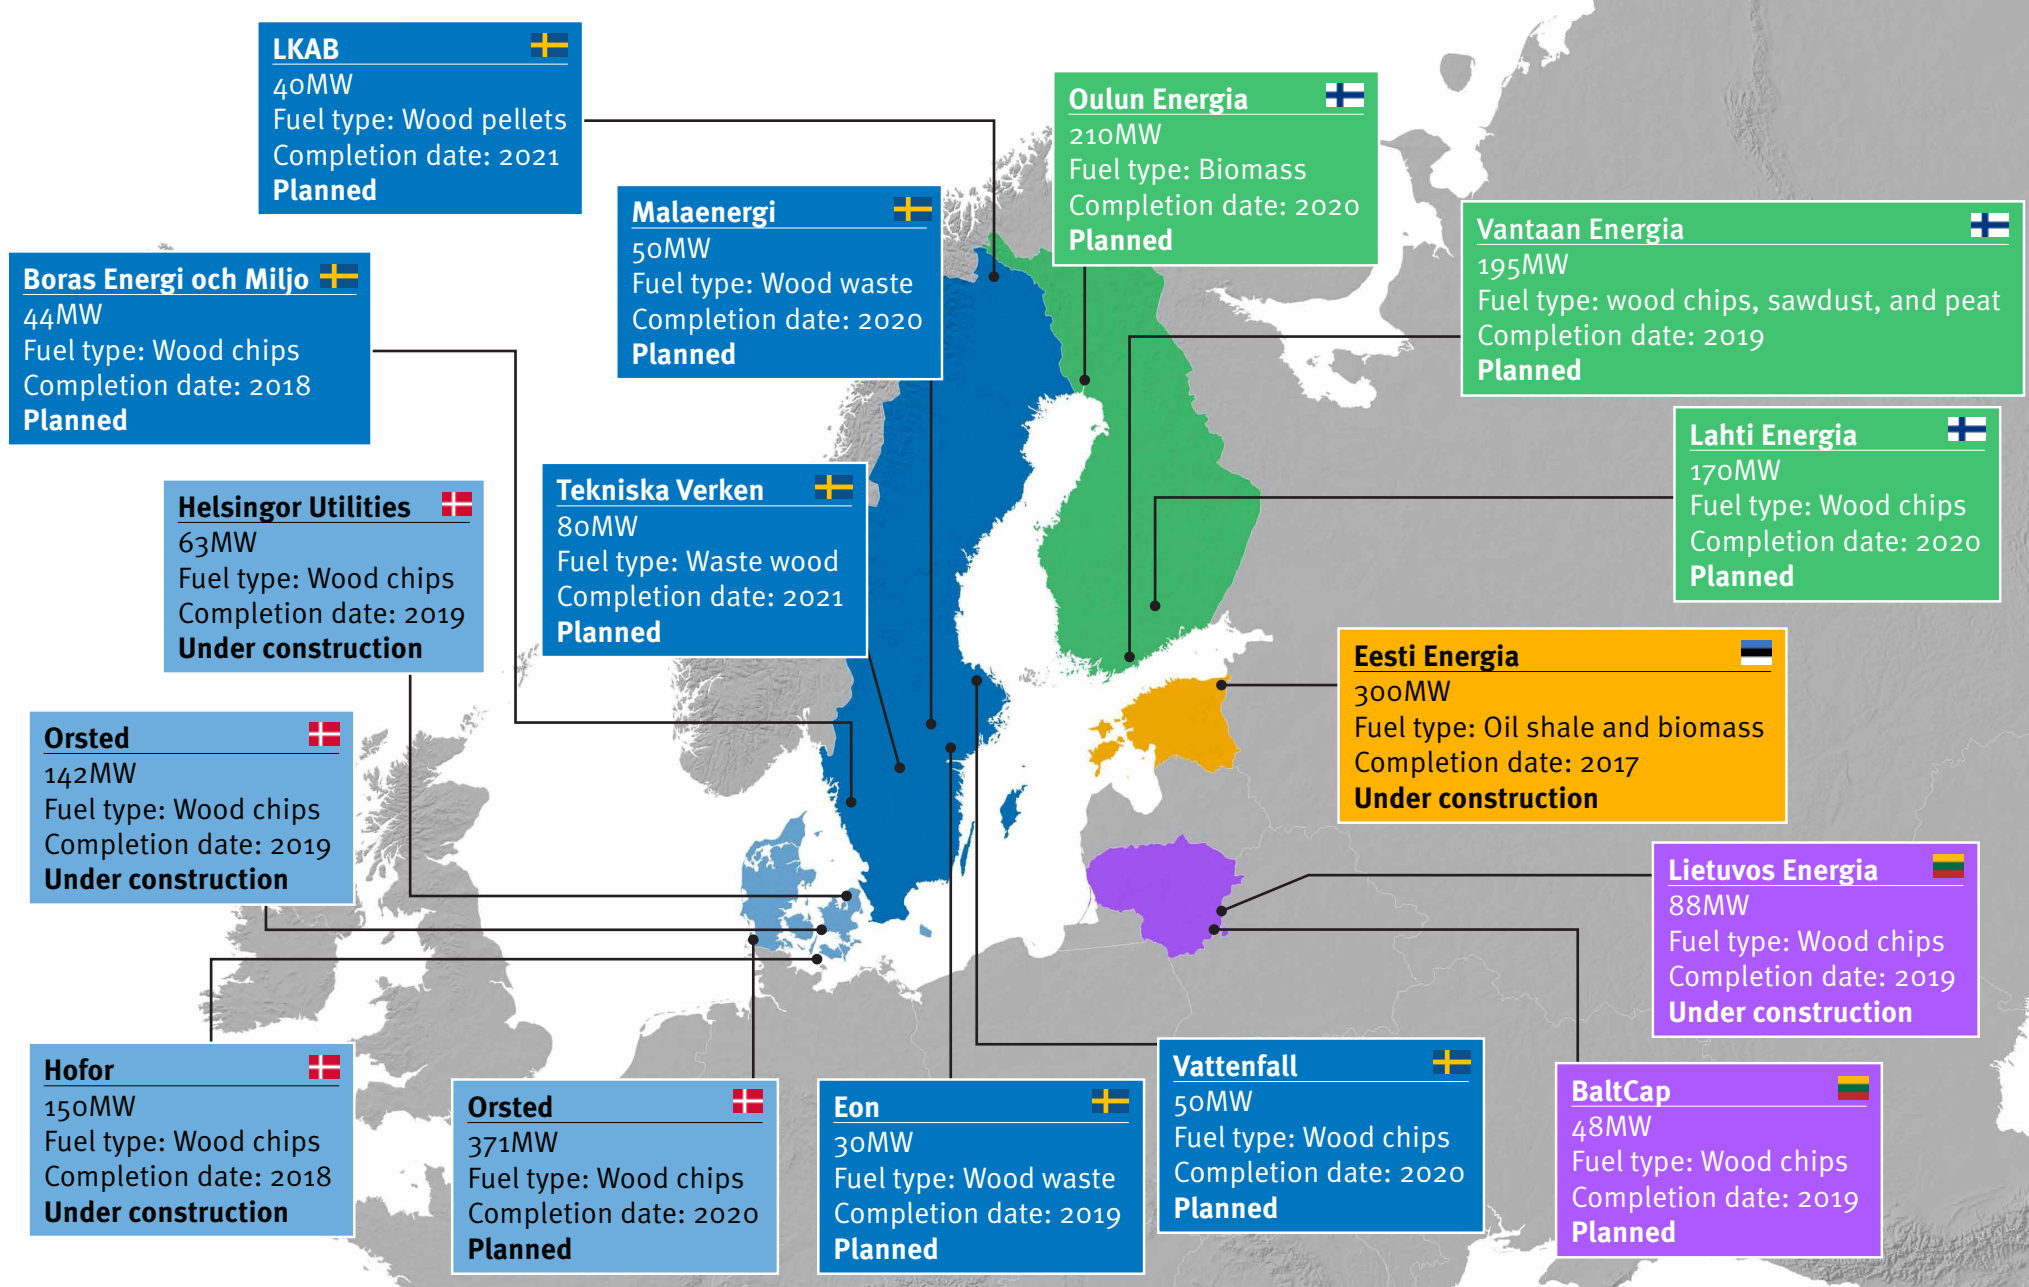 LKAB
40MW
Fuel type: Wood pellets
Completion date: 2021
Planned
Oulun Energia
210MW
Fuel type: Biomass
Completion date: 2020
Planned
Malaenergi
50MW
Fuel type: Wood waste
Completion date: 2020
Planned
Vantaan Energia
195MW
Fuel type: wood chips, sawdust, and peat
Completion date: 2019
Planned
Boras Energi och Miljo
44MW
Fuel type: Wood chips
Completion date: 2018
Planned
Lahti Energia
170MW
Fuel type: Wood chips
Completion date: 2020
Planned
Tekniska Verken
80MW
Fuel type: Waste wood
Completion date: 2021
Planned
Helsingor Utilities
63MW
Fuel type: Wood chips
Completion date: 2019
Under construction
Eesti Energia
300MW
Fuel type: Oil shale and biomass
Completion date: 2017
Under construction
Orsted
142MW
Fuel type: Wood chips
Completion date: 2019
Under construction
Lietuvos Energia
88MW
Fuel type: Wood chips
Completion date: 2019
Under construction
Hofor
150MW
Fuel type: Wood chips
Completion date: 2018
Under construction
Orsted
371MW
Fuel type: Wood chips
Completion date: 2020
Planned
Eon
30MW
Fuel type: Wood waste
Completion date: 2019
Planned
Vattenfall
50MW
Fuel type: Wood chips
Completion date: 2020
Planned
BaltCap
48MW
Fuel type: Wood chips
Completion date: 2019
Planned